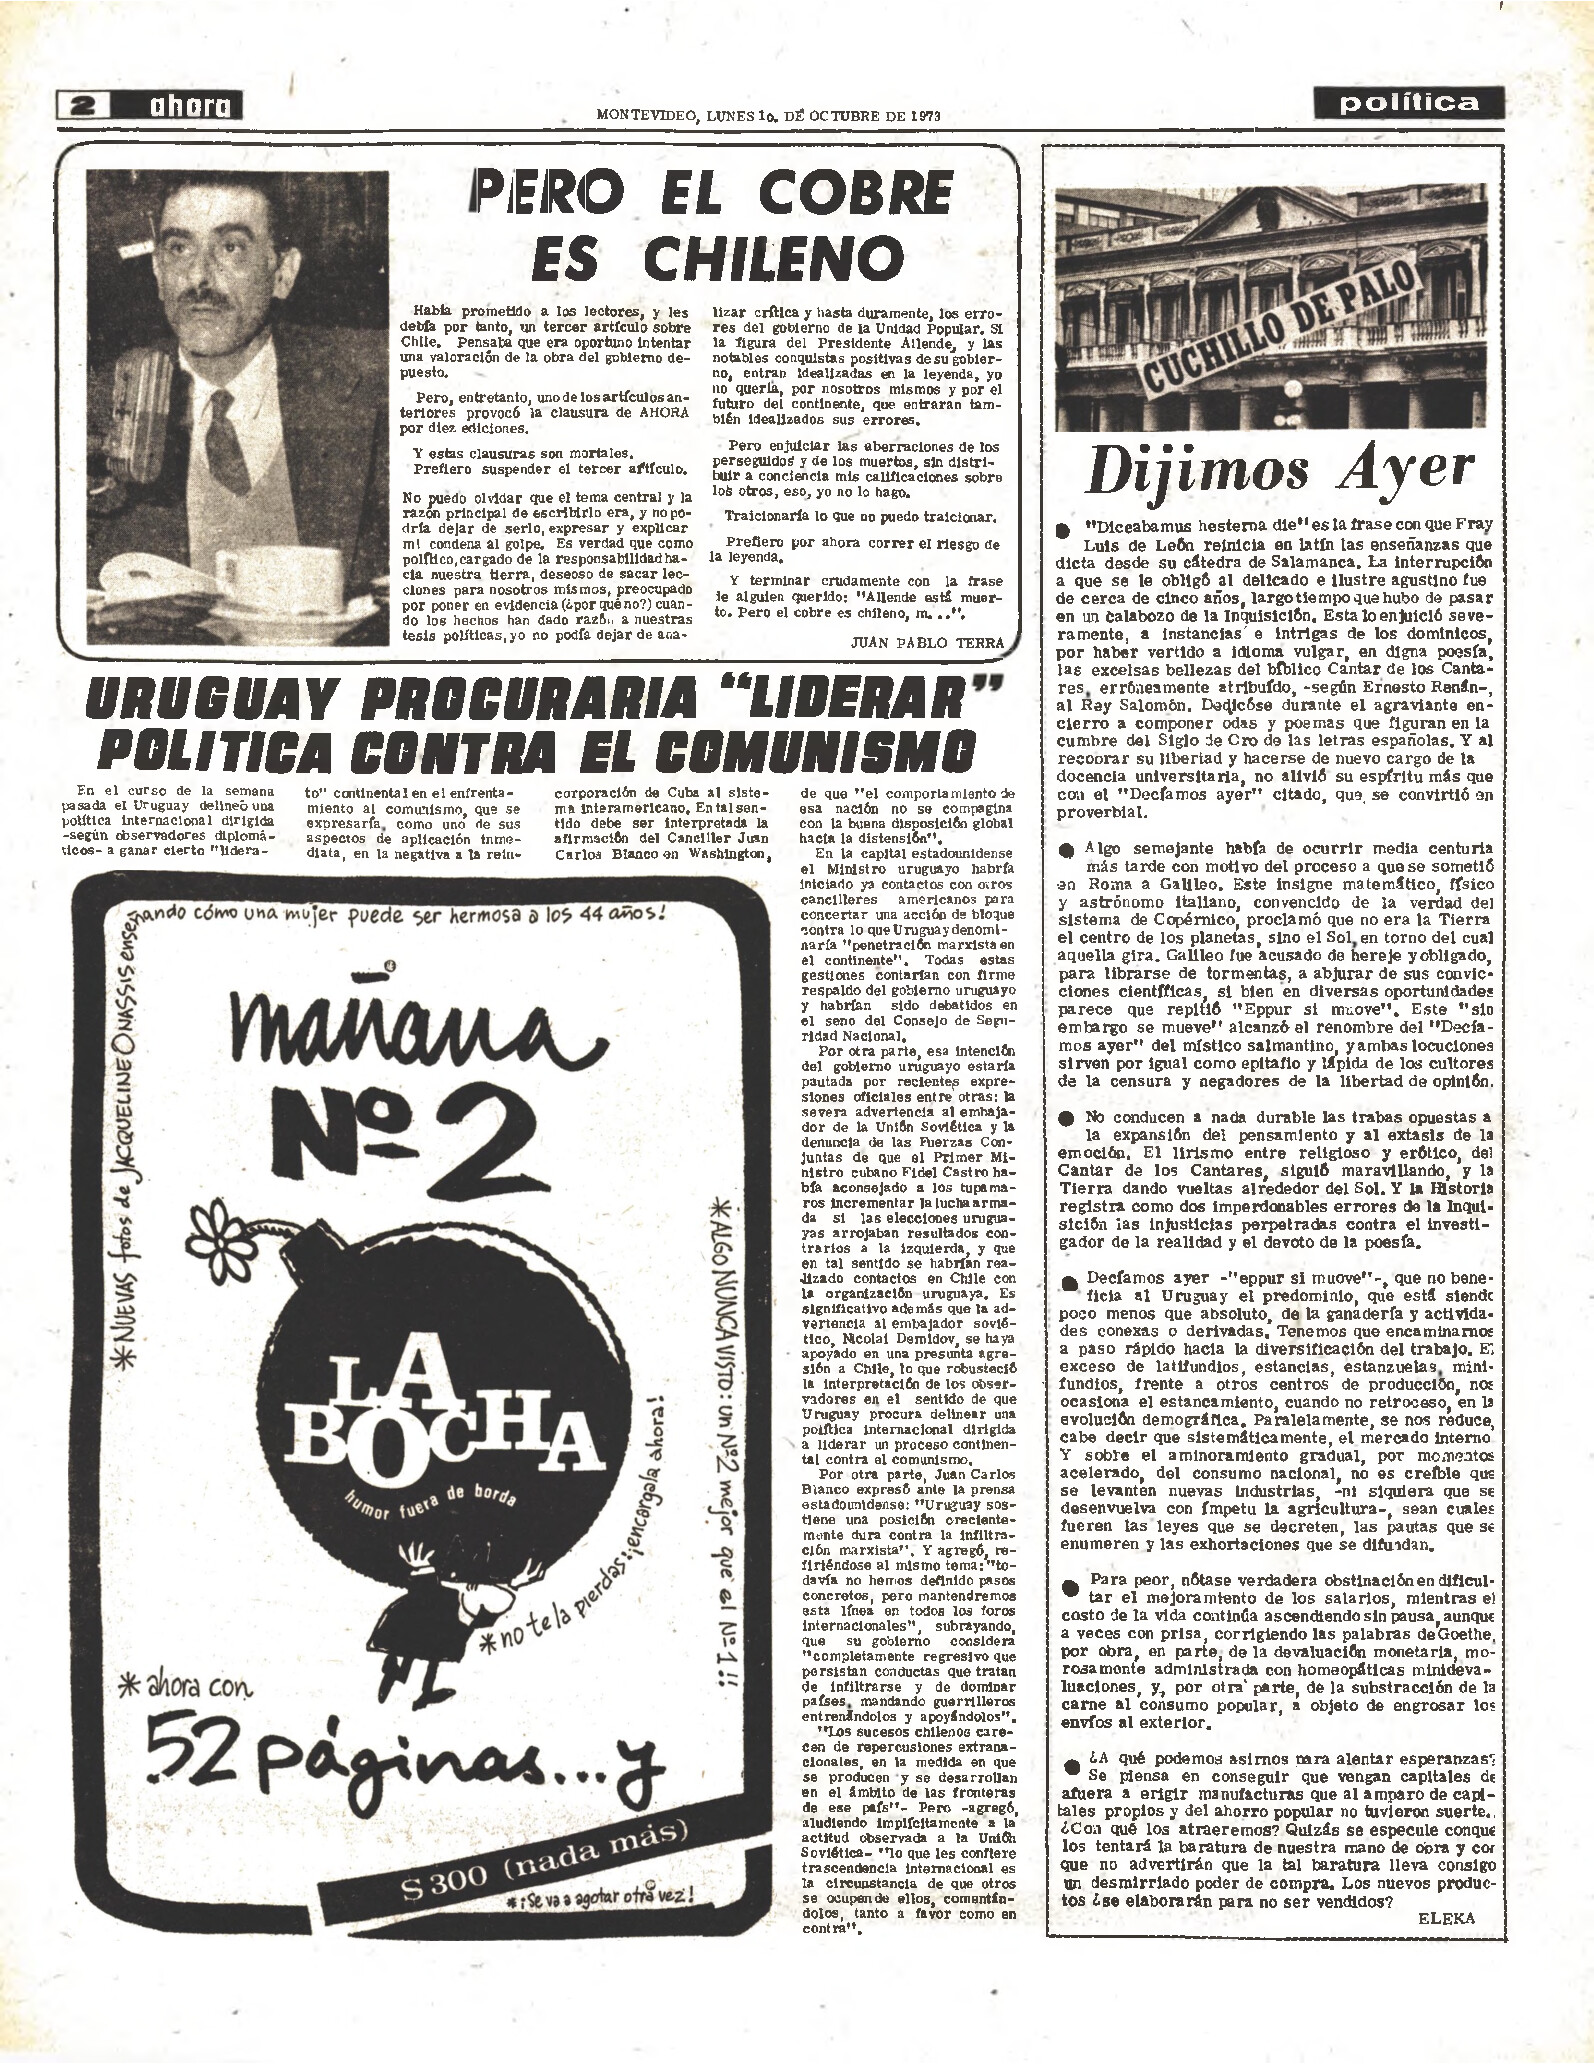 2 ahora
MONTEVIDEO, LUNES 1o. DE OCTUBRE DE 1973
política
PERO EL COBRE
ES CHILENO
Había prometido a los lectores, y les
debía por tanto, un tercer artículo sobre
Chile. Pensaba que era oportuno intentar
una valoración de la obra del gobierno de-
puesto.
Pero, entretanto, uno de los artículos an-
teriores provocó la clausura de AHORA
por diez ediciones.
Y estas clausuras son mortales.
Prefiero suspender el tercer artículo.
No puedo olvidar que el tema central y la
razón principal de escribirlo era, y no po-
dría dejar de serlo, expresar y explicar
mi condena al golpe. Es verdad que como
político, cargado de la responsabilidad ha-
cia nuestra tierra, deseoso de sacar lec-
ciones para nosotros mismos, preocupado
por poner en evidencia (¿por qué no?) cuan-
do los hechos han dado razón a nuestras
tesis políticas, yo no podía dejar de ana-
lizar crítica y hasta duramente, los erro-
res del gobierno de la Unidad Popular. Si
la figura del Presidente Allende, y las
notables conquistas positivas de su gobier-
no, entran idealizadas en la leyenda, yo
no quería, por nosotros mismos y por el
futuro del continente, que entraran tam-
bién idealizados sus errores.
Pero enjuiciar las aberraciones de los
perseguidos y de los muertos, sin distri-
buir a conciencia mis calificaciones sobre
los otros, eso, yo no lo hago.
Traicionaría lo que no puedo traicionar.
Prefiero por ahora correr el riesgo de
la leyenda.
Y terminar crudamente con la frase
de alguien querido: "Allende está muer-
to. Pero el cobre es chileno, m...".
JUAN PABLO TERRA
URUGUAY PROCURARIA "LIDERAR"
POLITICA CONTRA EL COMUNISMO
En el curso de la semana
pasada el Uruguay delineó una
política internacional dirigida
-según observadores diplomá-
ticos- a ganar cierto "lidera-
to" continental en el enfrenta-
miento al comunismo, que se
expresaría, como uno de sus
aspectos de aplicación inme-
diata, en la negativa a la rein-
corporación de Cuba al siste-
ma interamericano. En tal sen-
tido debe ser interpretada la
afirmación del Canciller Juan
Carlos Blanco en Washington,
de que "el comportamiento de
esa nación no se compagina
con la buena disposición global
hacia la distensión".
En la capital estadounidense
el Ministro uruguayo habría
iniciado ya contactos con otros
cancilleres americanos para
concertar una acción de bloque
contra lo que Uruguay denomi-
naría "penetración marxista en
el continente". Todas estas
gestiones contarían con firme
respaldo del gobierno uruguayo
y habrían sido debatidos en
el seno del Consejo de Segu-
ridad Nacional.
Por otra parte, esa intención
del gobierno uruguayo estaría
pautada por recientes expre-
siones oficiales entre otras: la
severa advertencia al embaja-
dor de la Unión Soviética y la
denuncia de las Fuerzas Con-
juntas de que el Primer Mi-
nistro cubano Fidel Castro ha-
bía aconsejado a los tupama-
ros incrementar la lucha arma-
da si las elecciones urugua-
yas arrojaban resultados con-
trarios a la izquierda, y que
en tal sentido se habrían rea-
lizado contactos en Chile con
la organización uruguaya. Es
significativo además que la ad-
vertencia al embajador sovié-
tico, Nicolai Demidov, se haya
apoyado en una presunta agre-
sión a Chile, lo que robusteció
la interpretación de los obser-
vadores en el sentido de que
Uruguay procura delinear una
política internacional dirigida
a liderar un proceso continen-
tal contra el comunismo.
Por otra parte, Juan Carlos
Blanco expresó ante la prensa
estadounidense: "Uruguay sos-
tiene una posición creciente-
mente dura contra la infiltra-
ción marxista". Y agregó, re-
firiéndose al mismo tema: "to-
davía no hemos definido pasos
concretos, pero mantendremos
esta línea en todos los foros
internacionales", subrayando,
que su gobierno considera
"completamente regresivo que
persistan conductas que tratan
de infiltrarse y de dominar
países, mandando guerrilleros
entrenándolos y apoyándolos".
"Los sucesos chilenos care-
cen de repercusiones extrana-
cionales, en la medida en que
se producen y se desarrollan
en el ámbito de las fronteras
de ese país"- Pero -agregó,
aludiendo implícitamente a la
actitud observada a la Unión
Soviética- "lo que les confiere
trascendencia internacional es
la circunstancia de que otros
se ocupen de ellos, comentán-
dolos, tanto a favor como en
contra".
*NUEVAS fotos de JACQUELINE ONASSIS enseñando cómo una mujer puede ser hermosa a los 44 años!
mañana
Nº 2
LA
BOCHA
humor fuera de borda
*no te la pierdas: ¡encargala ahora!
*ALGO NUNCA VISTO: un Nº2 mejor que el Nº1!!
*ahora con
52 páginas...y
$ 300 (nada más)
*¡Se va a agotar otra vez!
CUCHILLO DE PALO
Dijimos Ayer
● "Diceabamus hesterna die" es la frase con que Fray
Luis de León reinicia en latín las enseñanzas que
dicta desde su cátedra de Salamanca. La interrupción
a que se le obligó al delicado e ilustre agustino fue
de cerca de cinco años, largo tiempo que hubo de pasar
en un calabozo de la Inquisición. Esta lo enjuició seve-
ramente, a instancias e intrigas de los dominicos,
por haber vertido a idioma vulgar, en digna poesía,
las excelsas bellezas del bíblico Cantar de los Canta-
res, erróneamente atribuído, -según Ernesto Renán-,
al Rey Salomón. Dedicóse durante el agraviante en-
cierro a componer odas y poemas que figuran en la
cumbre del Siglo de Oro de las letras españolas. Y al
recobrar su libertad y hacerse de nuevo cargo de la
docencia universitaria, no alivió su espíritu más que
con el "Decíamos ayer" citado, que se convirtió en
proverbial.
● Algo semejante había de ocurrir media centuria
más tarde con motivo del proceso a que se sometió
en Roma a Galileo. Este insigne matemático, físico
y astrónomo italiano, convencido de la verdad del
sistema de Copérnico, proclamó que no era la Tierra
el centro de los planetas, sino el Sol, en torno del cual
aquella gira. Galileo fue acusado de hereje y obligado,
para librarse de tormentas, a abjurar de sus convic-
ciones científicas, si bien en diversas oportunidades
parece que repitió "Eppur si muove". Este "sin
embargo se mueve" alcanzó el renombre del "Decía-
mos ayer" del místico salmantino, y ambas locuciones
sirven por igual como epitafio y lápida de los cultores
de la censura y negadores de la libertad de opinión.
● No conducen a nada durable las trabas opuestas a
la expansión del pensamiento y al extasis de la
emoción. El lirismo entre religioso y erótico, del
Cantar de los Cantares, siguió maravillando, y la
Tierra dando vueltas alrededor del Sol. Y la Historia
registra como dos imperdonables errores de la Inqui-
sición las injusticias perpetradas contra el investi-
gador de la realidad y el devoto de la poesía.
● Decíamos ayer -"eppur si muove"-, que no bene-
ficia al Uruguay el predominio, que está siendo
poco menos que absoluto, de la ganadería y activida-
des conexas o derivadas. Tenemos que encaminarnos
a paso rápido hacia la diversificación del trabajo. El
exceso de latifundios, estancias, estanzuelas, mini-
fundios, frente a otros centros de producción, nos
ocasiona el estancamiento, cuando no retroceso, en la
evolución demográfica. Paralelamente, se nos reduce,
cabe decir que sistemáticamente, el mercado interno
Y sobre el aminoramiento gradual, por momentos
acelerado, del consumo nacional, no es creíble que
se levanten nuevas industrias, -ni siquiera que se
desenvuelva con ímpetu la agricultura-, sean cuales
fueren las leyes que se decreten, las pautas que se
enumeren y las exhortaciones que se difundan.
● Para peor, nótase verdadera obstinación en dificul-
tar el mejoramiento de los salarios, mientras el
costo de la vida continúa ascendiendo sin pausa, aunque
a veces con prisa, corrigiendo las palabras de Goethe,
por obra, en parte, de la devaluación monetaria, mo-
rosamente administrada con homeopáticas minideva-
luaciones, y, por otra parte, de la substracción de la
carne al consumo popular, a objeto de engrosar los
envíos al exterior.
● ¿A qué podemos asirnos para alentar esperanzas?
Se piensa en conseguir que vengan capitales de
afuera a erigir manufacturas que al amparo de capi-
tales propios y del ahorro popular no tuvieron suerte.
¿Con qué los atraeremos? Quizás se especule conque
los tentará la baratura de nuestra mano de obra y con
que no advertirán que la tal baratura lleva consigo
un desmirriado poder de compra. Los nuevos produc-
tos ¿se elaborarán para no ser vendidos?
ELEKA